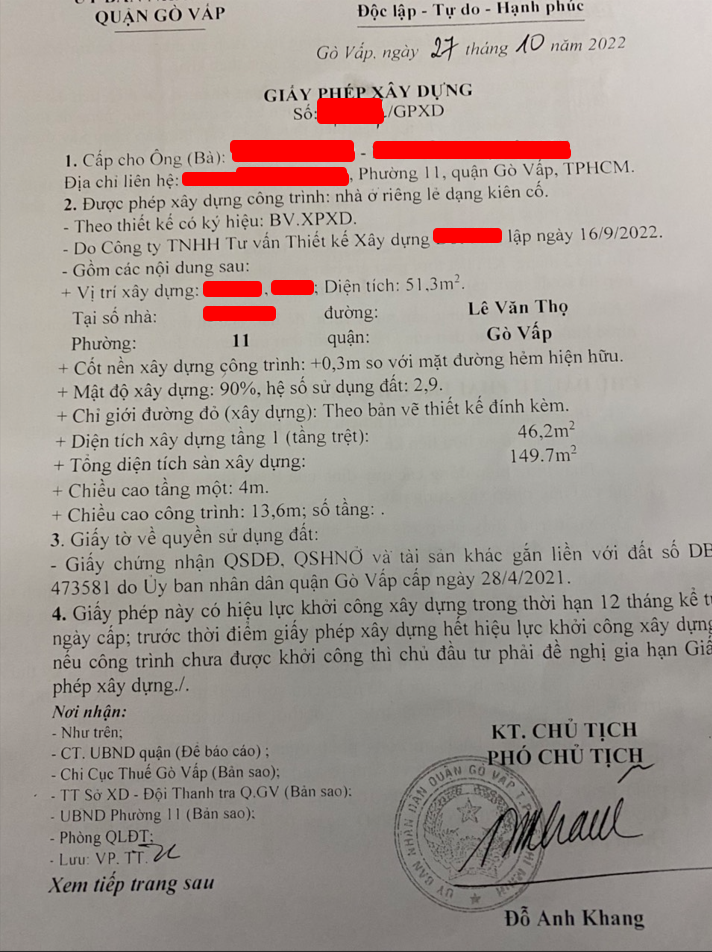 QUẬN GÒ VẤP
Độc lập - Tự do - Hạnh phúc
Gò Vấp, ngày 27 tháng 10 năm 2022
GIẤY PHÉP XÂY DỰNG
Số: /GPXD
1. Cấp cho Ông (Bà): -
Địa chỉ liên hệ: , Phường 11, quận Gò Vấp, TPHCM.
2. Được phép xây dựng công trình: nhà ở riêng lẻ dạng kiên cố.
- Theo thiết kế có ký hiệu: BV.XPXD.
- Do Công ty TNHH Tư vấn Thiết kế Xây dựng lập ngày 16/9/2022.
- Gồm các nội dung sau:
+ Vị trí xây dựng: , ; Diện tích: 51,3m².
Tại số nhà: đường: Lê Văn Thọ
Phường: 11 quận: Gò Vấp
+ Cốt nền xây dựng công trình: +0,3m so với mặt đường hẻm hiện hữu.
+ Mật độ xây dựng: 90%, hệ số sử dụng đất: 2,9.
+ Chỉ giới đường đỏ (xây dựng): Theo bản vẽ thiết kế đính kèm.
+ Diện tích xây dựng tầng 1 (tầng trệt): 46,2m²
+ Tổng diện tích sàn xây dựng: 149.7m²
+ Chiều cao tầng một: 4m.
+ Chiều cao công trình: 13,6m; số tầng: .
3. Giấy tờ về quyền sử dụng đất:
- Giấy chứng nhận QSDĐ, QSHNỞ và tài sản khác gắn liền với đất số DB
473581 do Ủy ban nhân dân quận Gò Vấp cấp ngày 28/4/2021.
4. Giấy phép này có hiệu lực khởi công xây dựng trong thời hạn 12 tháng kể từ
ngày cấp; trước thời điểm giấy phép xây dựng hết hiệu lực khởi công xây dựng
nếu công trình chưa được khởi công thì chủ đầu tư phải đề nghị gia hạn Giấ
phép xây dựng./.
Nơi nhận:
- Như trên;
- CT. UBND quận (Để báo cáo) ;
- Chi Cục Thuế Gò Vấp (Bản sao);
- TT Sở XD - Đội Thanh tra Q.GV (Bản sao);
- UBND Phường 11 (Bản sao);
- Phòng QLĐT;
- Lưu: VP. TT.
Xem tiếp trang sau
KT. CHỦ TỊCH
PHÓ CHỦ TỊCH
ỦY BAN NHÂN DÂN QUẬN GÒ VẤP T.P HỒ CHÍ MINH
Đỗ Anh Khang